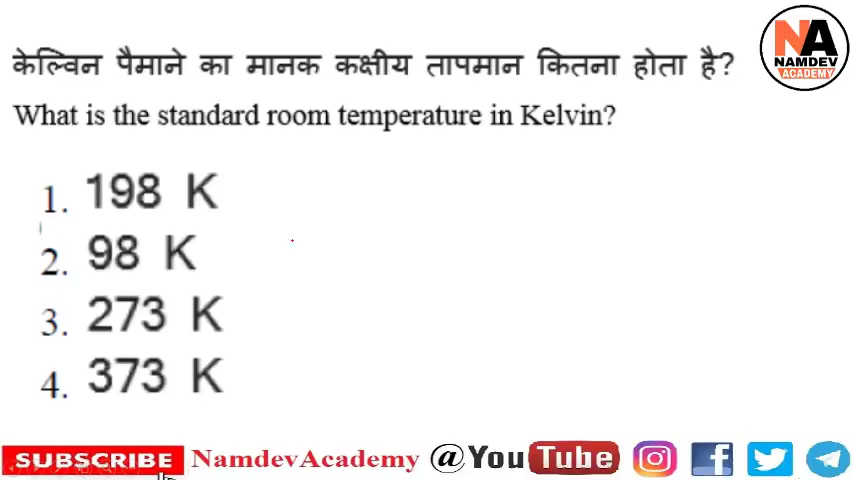 NA
NAMDEV
ACADEMY
केल्विन पैमाने का मानक कक्षीय तापमान कितना होता है?
What is the standard room temperature in Kelvin?
1. 198 K
2. 98 K
3. 273 K
4. 373 K
SUBSCRIBE NamdevAcademy @YouTube